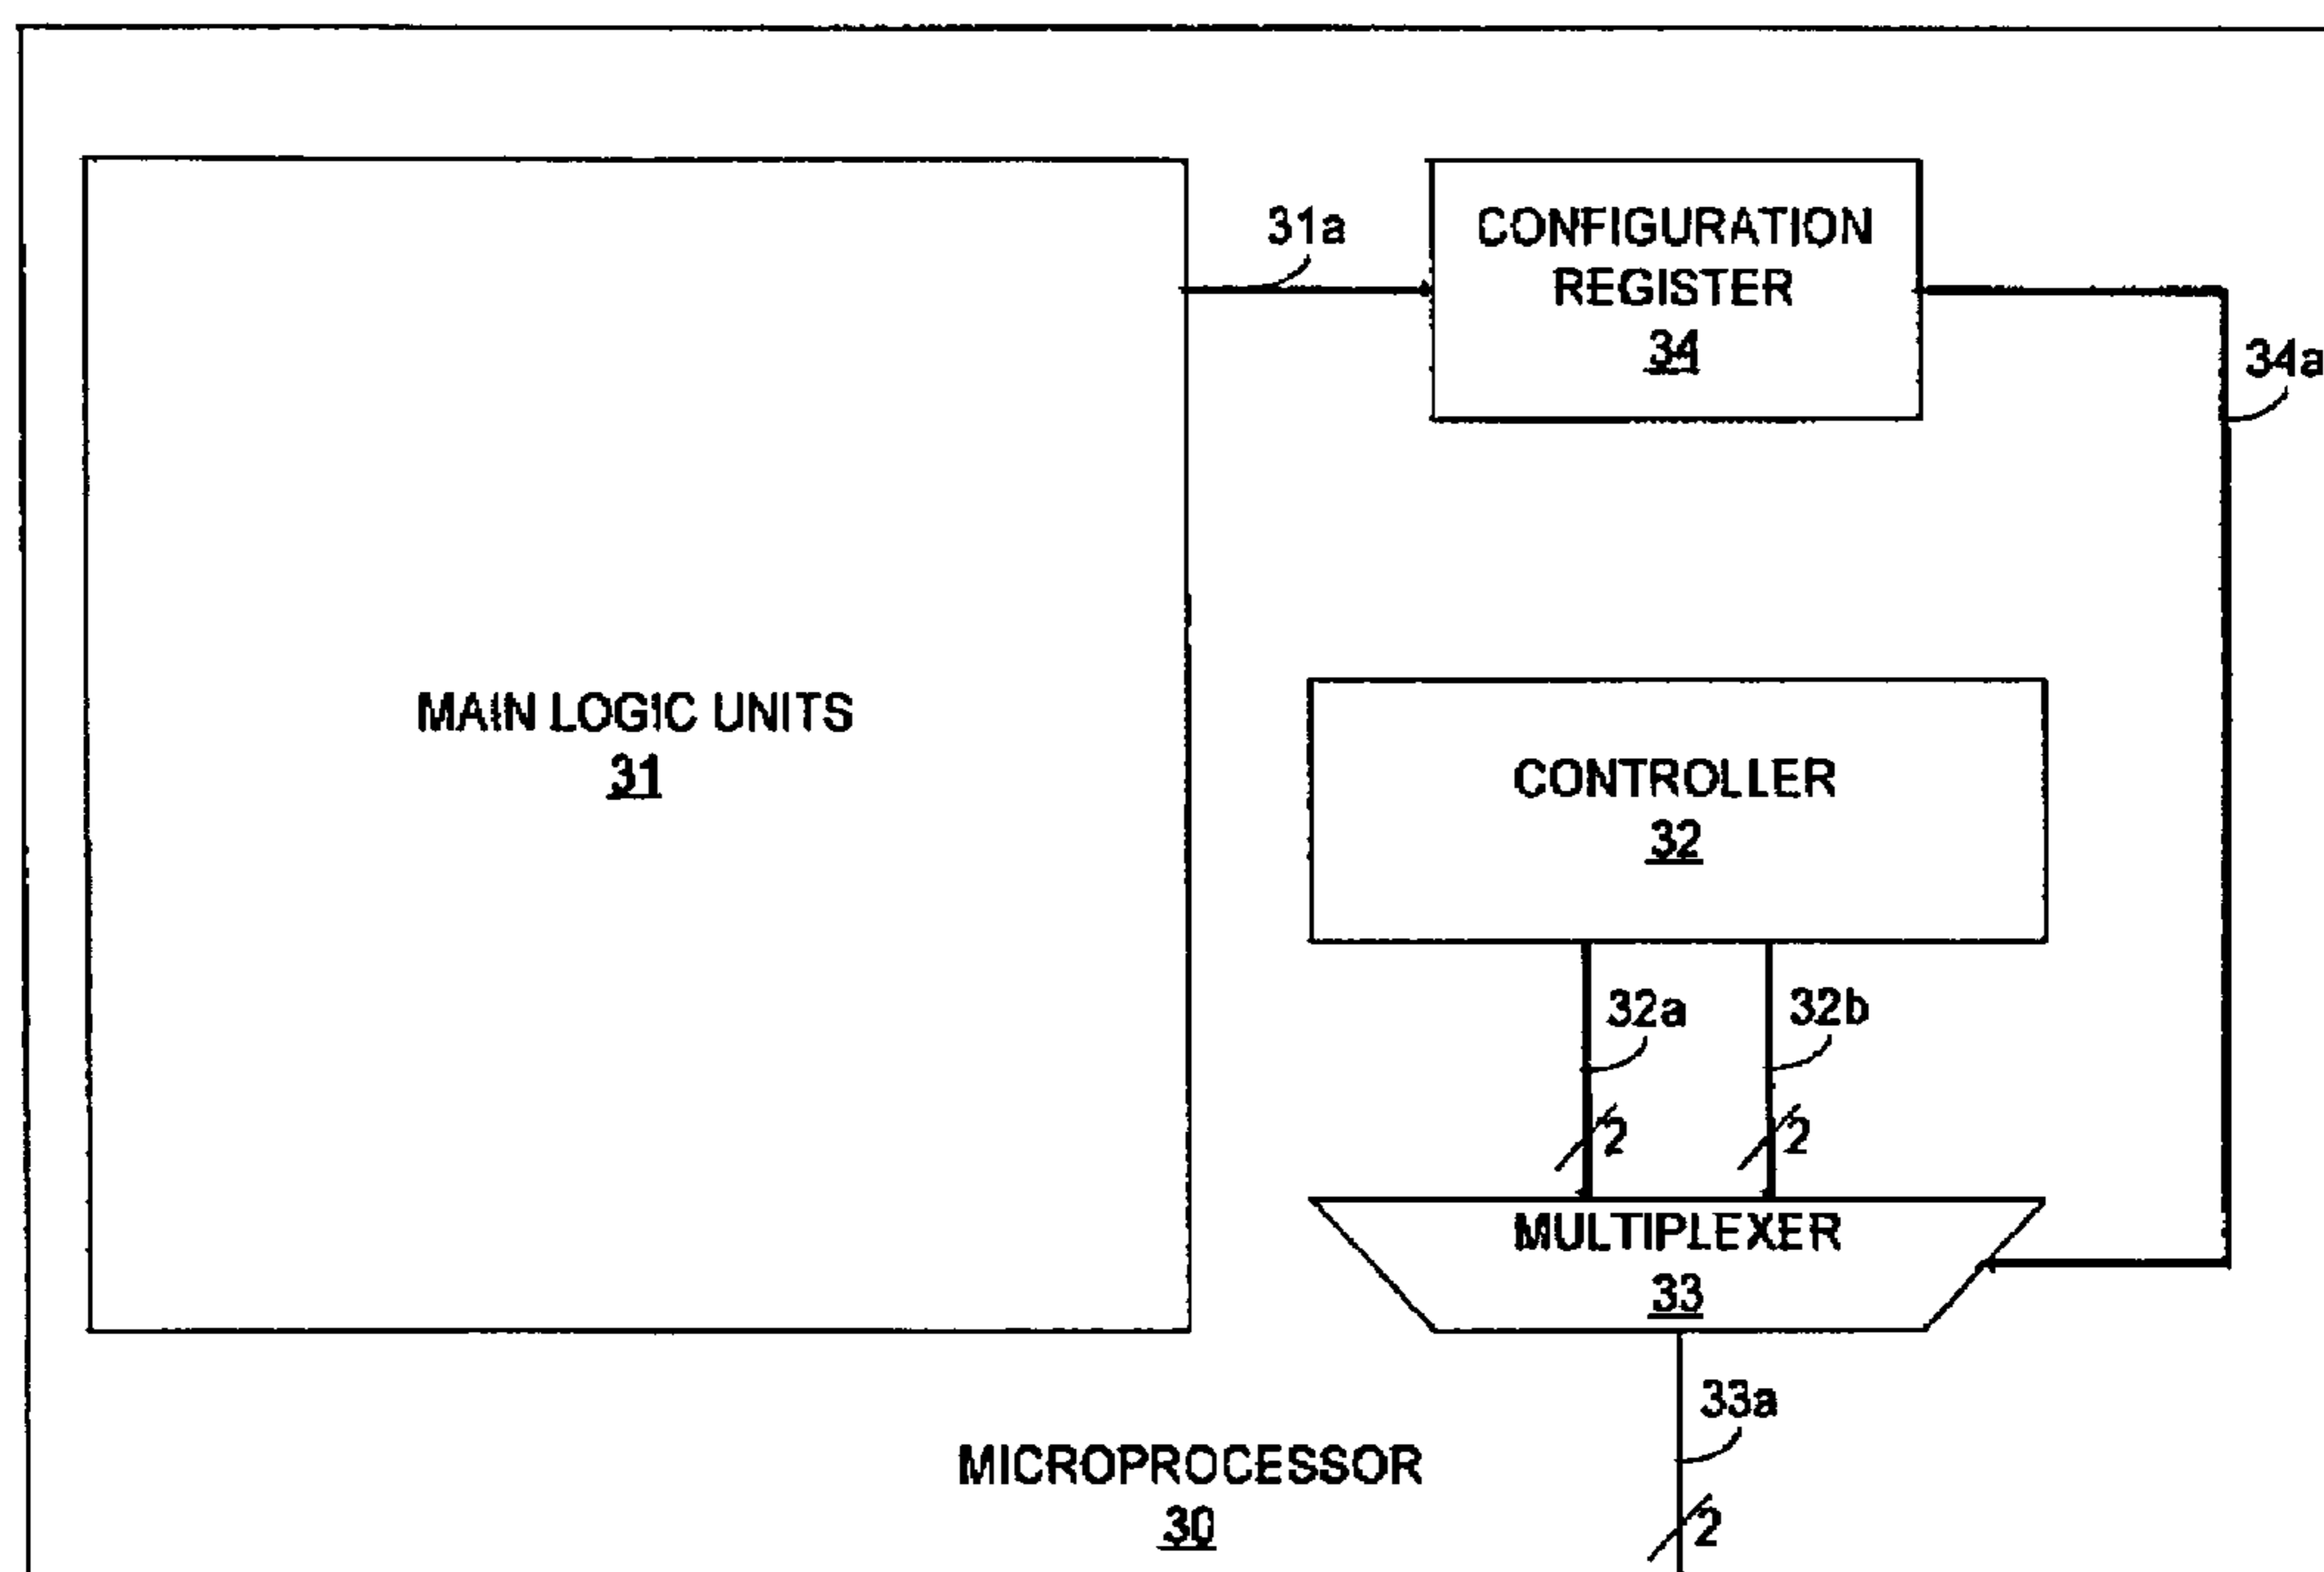 31a
CONFIGURATION
REGISTER
34
34a
MAIN LOGIC UNITS
31
CONTROLLER
32
32a
32b
2
2
MULTIPLEXER
33
33a
MICROPROCESSOR
30
2